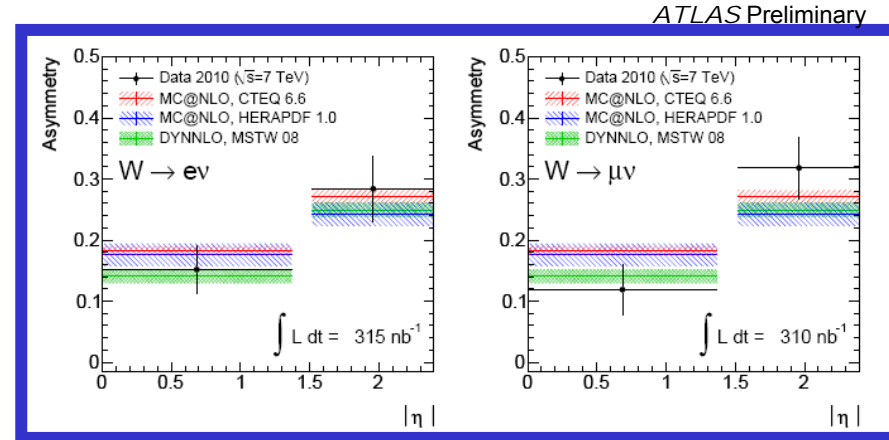 ATLAS Preliminary
Asymmetry
0.5
0.4
0.3
0.2
0.1
0
Data 2010 (√s=7 TeV)
MC@NLO, CTEQ 6.6
MC@NLO, HERAPDF 1.0
DYNNLO, MSTW 08
W → eν
∫ L dt = 315 nb⁻¹
0 0.5 1 1.5 2
|η|
Asymmetry
0.5
0.4
0.3
0.2
0.1
0
Data 2010 (√s=7 TeV)
MC@NLO, CTEQ 6.6
MC@NLO, HERAPDF 1.0
DYNNLO, MSTW 08
W → μν
∫ L dt = 310 nb⁻¹
0 0.5 1 1.5 2
|η|